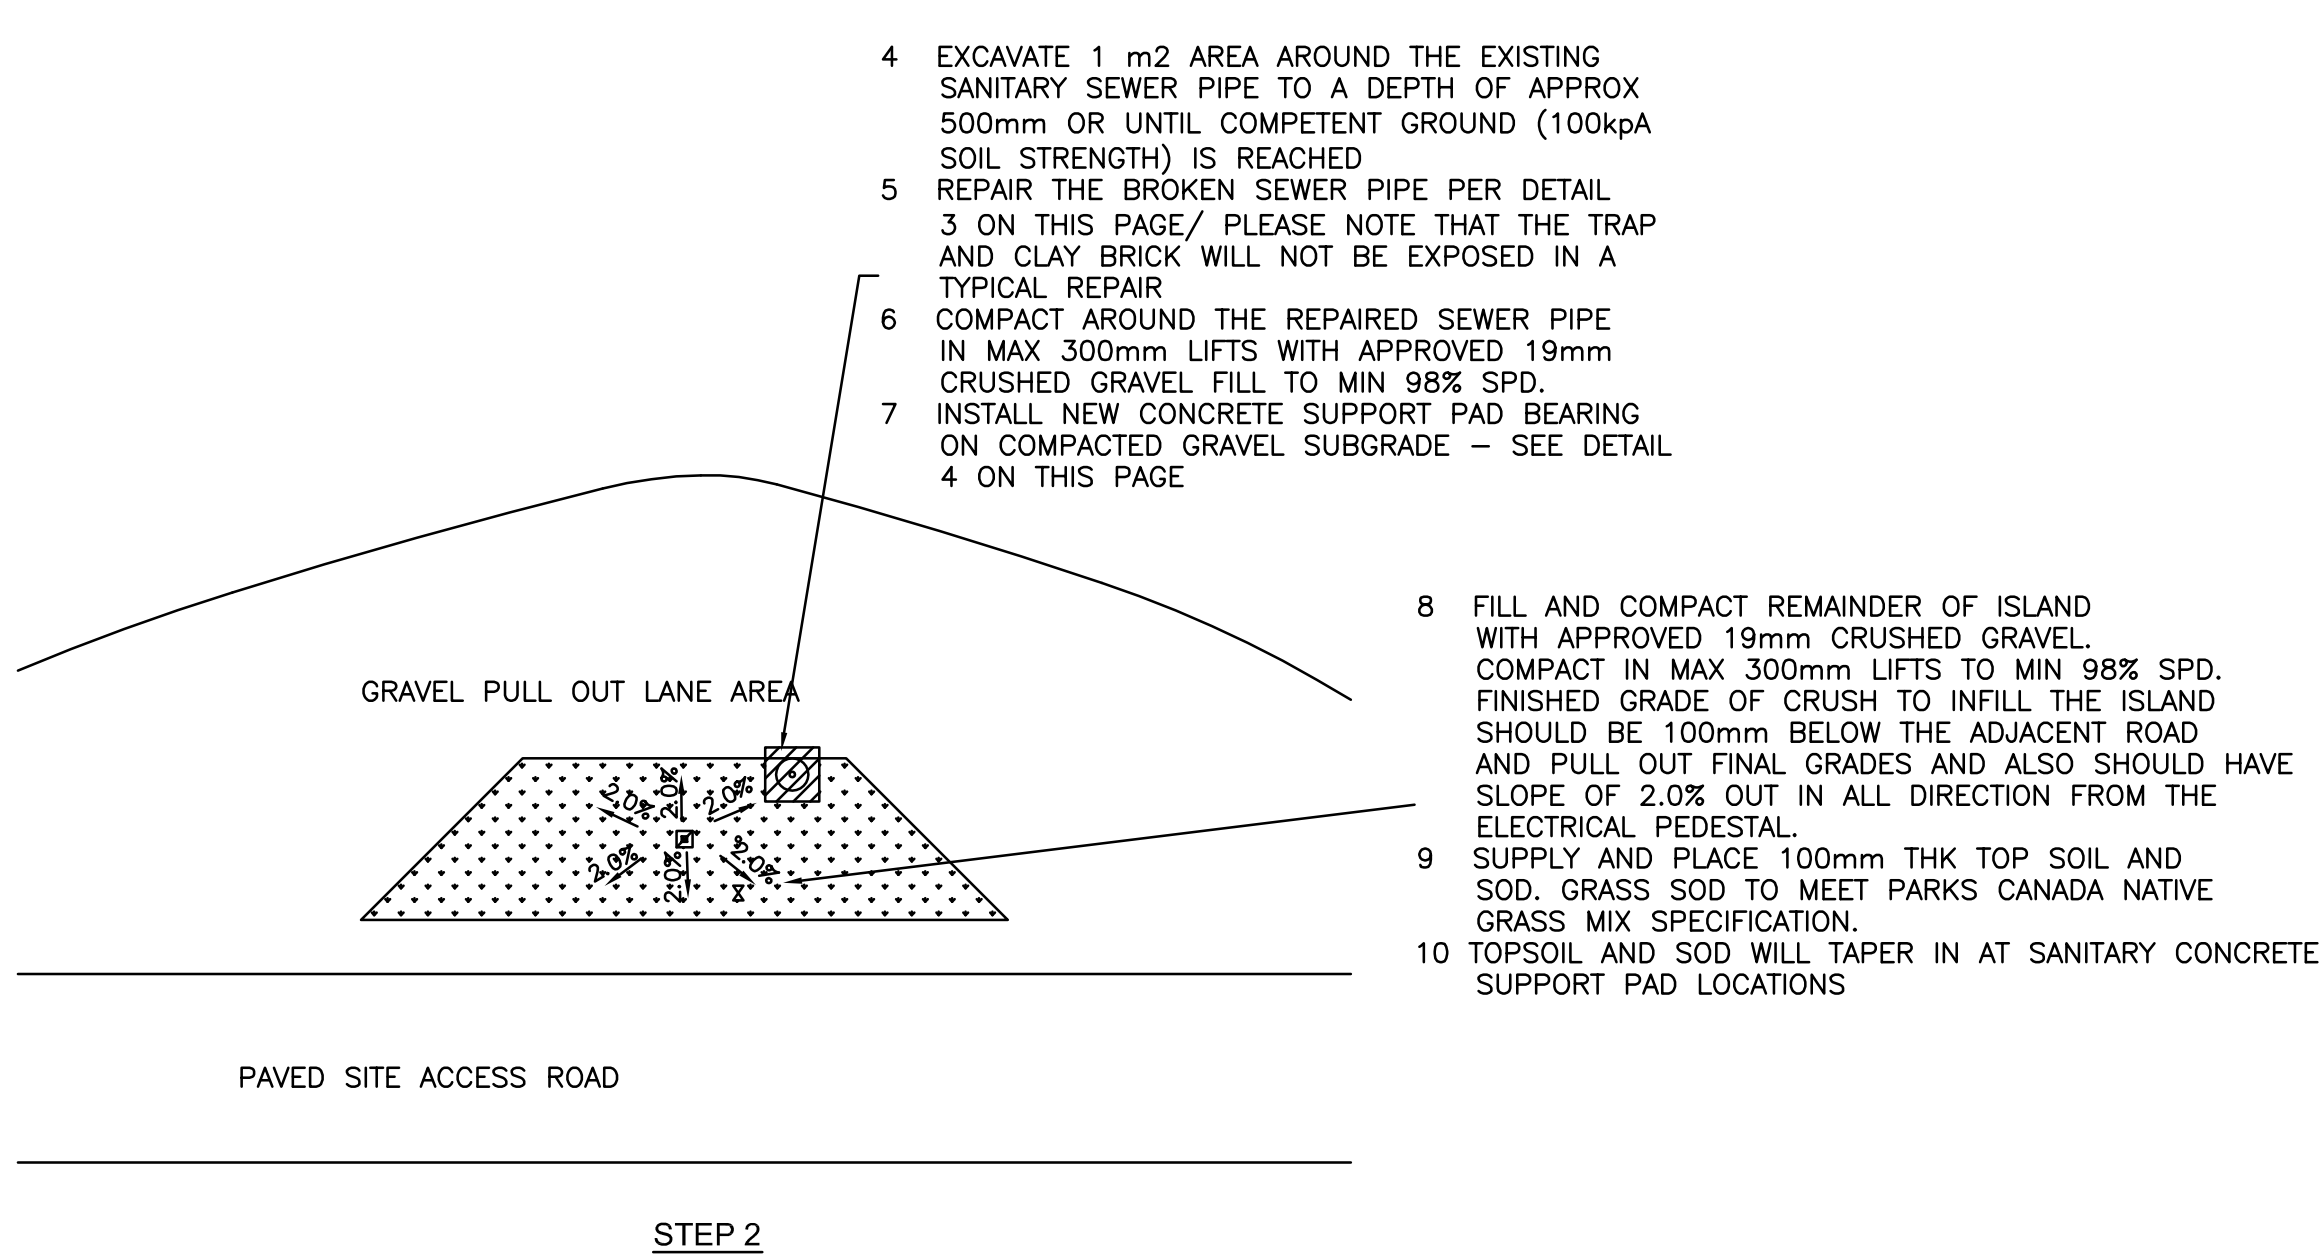 4 EXCAVATE 1 m2 AREA AROUND THE EXISTING
SANITARY SEWER PIPE TO A DEPTH OF APPROX
500mm OR UNTIL COMPETENT GROUND (100kpA
SOIL STRENGTH) IS REACHED
5 REPAIR THE BROKEN SEWER PIPE PER DETAIL
3 ON THIS PAGE/ PLEASE NOTE THAT THE TRAP
AND CLAY BRICK WILL NOT BE EXPOSED IN A
TYPICAL REPAIR
6 COMPACT AROUND THE REPAIRED SEWER PIPE
IN MAX 300mm LIFTS WITH APPROVED 19mm
CRUSHED GRAVEL FILL TO MIN 98% SPD.
7 INSTALL NEW CONCRETE SUPPORT PAD BEARING
ON COMPACTED GRAVEL SUBGRADE – SEE DETAIL
4 ON THIS PAGE
8 FILL AND COMPACT REMAINDER OF ISLAND
WITH APPROVED 19mm CRUSHED GRAVEL.
COMPACT IN MAX 300mm LIFTS TO MIN 98% SPD.
FINISHED GRADE OF CRUSH TO INFILL THE ISLAND
SHOULD BE 100mm BELOW THE ADJACENT ROAD
AND PULL OUT FINAL GRADES AND ALSO SHOULD HAVE
SLOPE OF 2.0% OUT IN ALL DIRECTION FROM THE
ELECTRICAL PEDESTAL.
9 SUPPLY AND PLACE 100mm THK TOP SOIL AND
SOD. GRASS SOD TO MEET PARKS CANADA NATIVE
GRASS MIX SPECIFICATION.
10 TOPSOIL AND SOD WILL TAPER IN AT SANITARY CONCRETE
SUPPORT PAD LOCATIONS
GRAVEL PULL OUT LANE AREA
2.0%
2.0%
2.0%
2.0%
2.0%
2.0%
PAVED SITE ACCESS ROAD
STEP 2